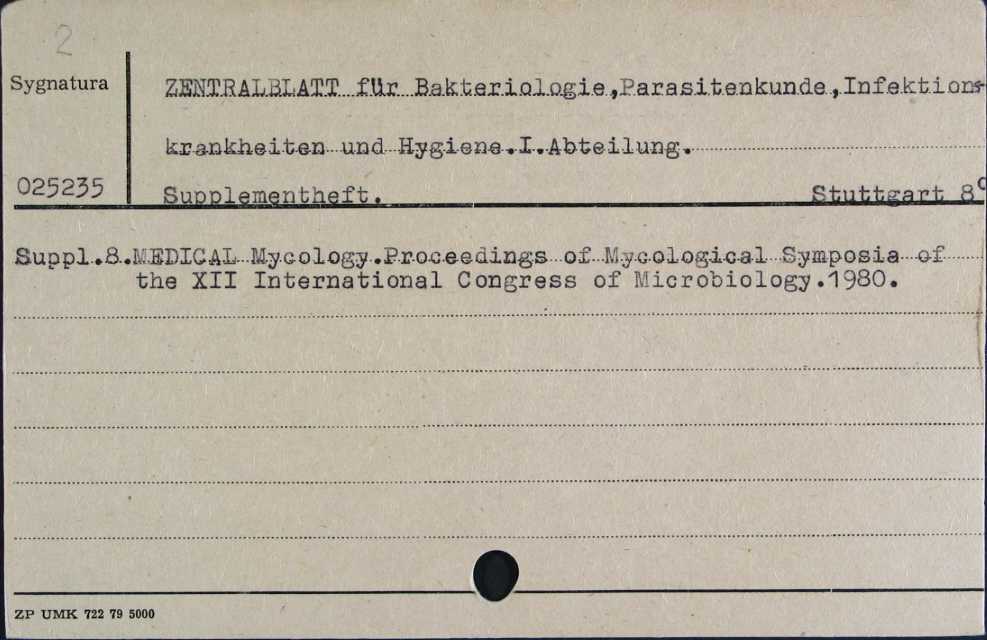 2
Sygnatura
ZENTRALBLATT für Bakteriologie,Parasitenkunde,Infektions-
krankheiten und Hygiene.I.Abteilung.
025235
Supplementheft. Stuttgart 8°
Suppl.8.MEDICAL Mycology.Proceedings of Mycological Symposia of
the XII International Congress of Microbiology.1980.
ZP UMK 722 79 5000